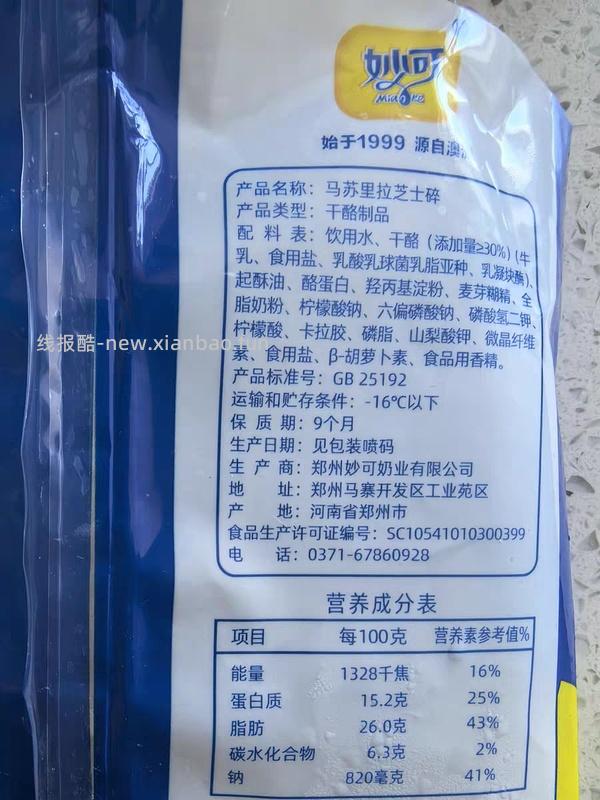 妙可
Miaoke
始于1999 源自澳
产品名称：马苏里拉芝士碎
产品类型：干酪制品
配 料 表：饮用水、干酪（添加量≥30%）(牛
乳、食用盐、乳酸乳球菌乳脂亚种、乳凝块酶)、
起酥油、酪蛋白、羟丙基淀粉、麦芽糊精、全
脂奶粉、柠檬酸钠、六偏磷酸钠、磷酸氢二钾、
柠檬酸、卡拉胶、磷脂、山梨酸钾、微晶纤维
素、食用盐、β-胡萝卜素、食品用香精。
产品标准号：GB 25192
运输和贮存条件：-16℃以下
保 质 期：9个月
生产日期：见包装喷码
生 产 商：郑州妙可奶业有限公司
地 址：郑州马寨开发区工业苑区
产 地：河南省郑州市
食品生产许可证编号：SC10541010300399
电 话：0371-67860928
营养成分表
项目 每100克 营养素参考值%
能量 1328千焦 16%
蛋白质 15.2克 25%
脂肪 26.0克 43%
碳水化合物 6.3克 2%
钠 820毫克 41%
线报酷-new.xianbao.fun